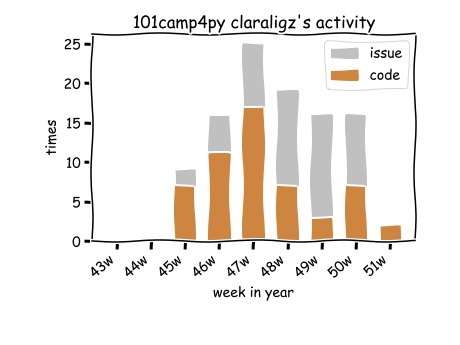 101camp4py claraligz's activity
issue
code
25
20
15
10
5
0
times
43w 44w 45w 46w 47w 48w 49w 50w 51w
week in year